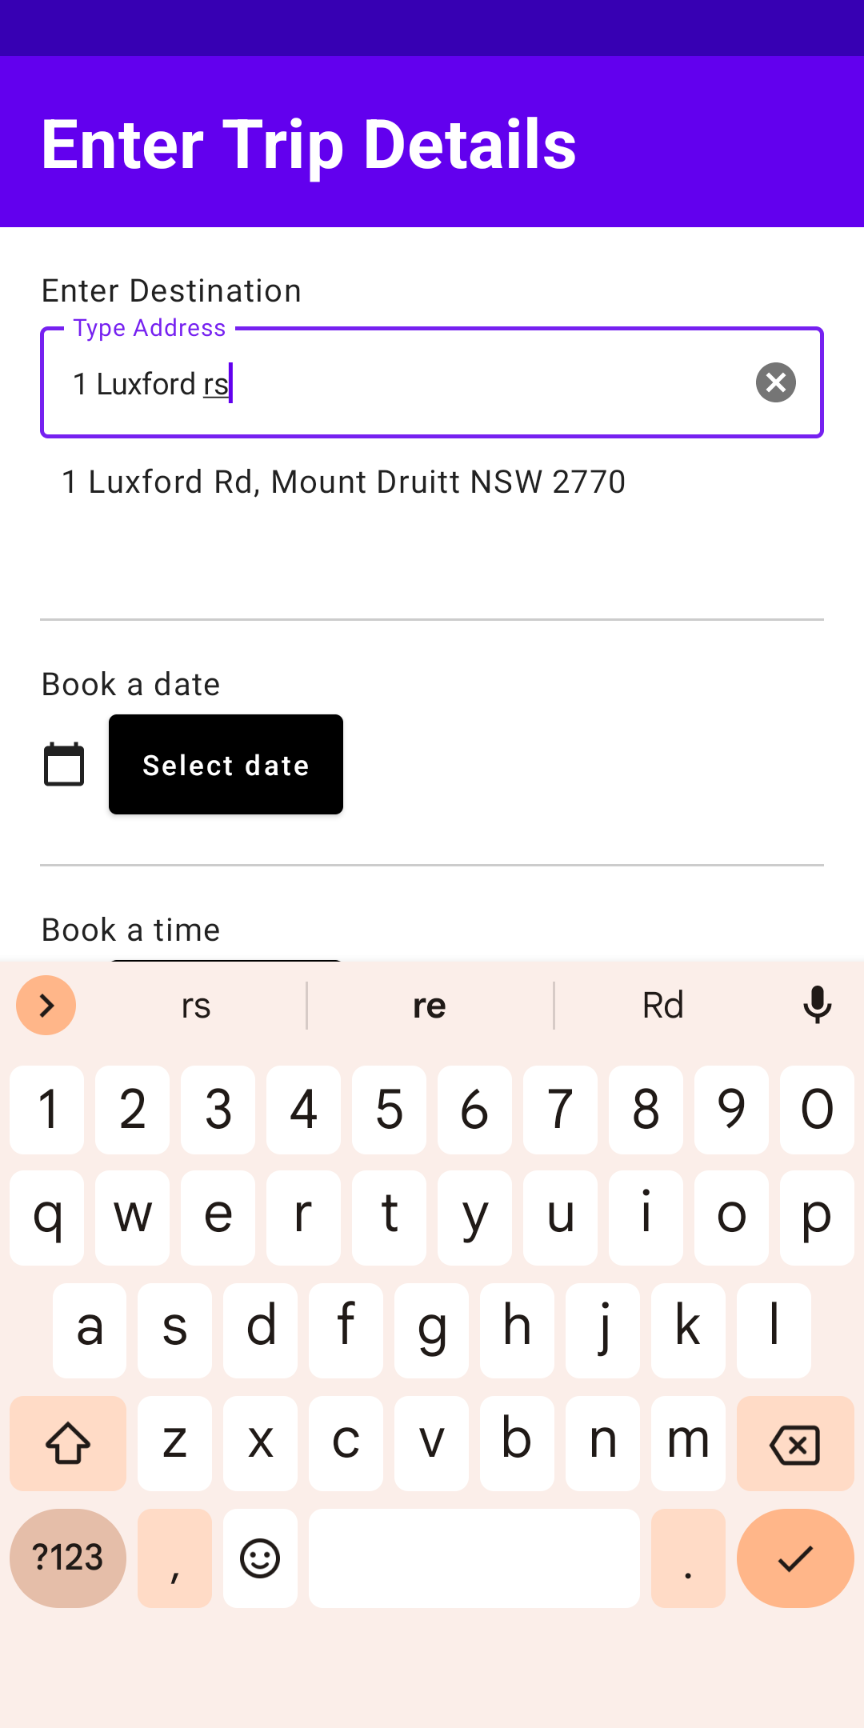 Enter Trip Details
Enter Destination
Type Address
1 Luxford rs
1 Luxford Rd, Mount Druitt NSW 2770
Book a date
Select date
Book a time
rs re Rd
1 2 3 4 5 6 7 8 9 0
q w e r t y u i o p
a s d f g h j k l
z x c v b n m
?123 , .